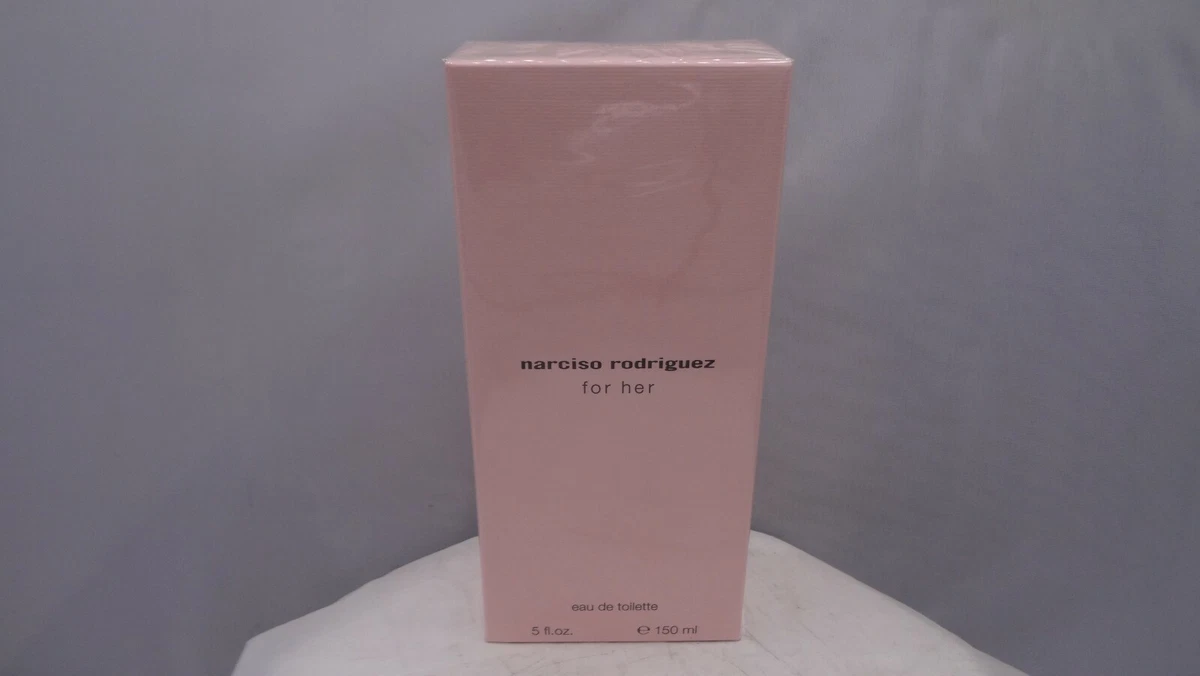 narciso rodriguez
for her
eau de toilette
5 fl.oz. ℮ 150 ml